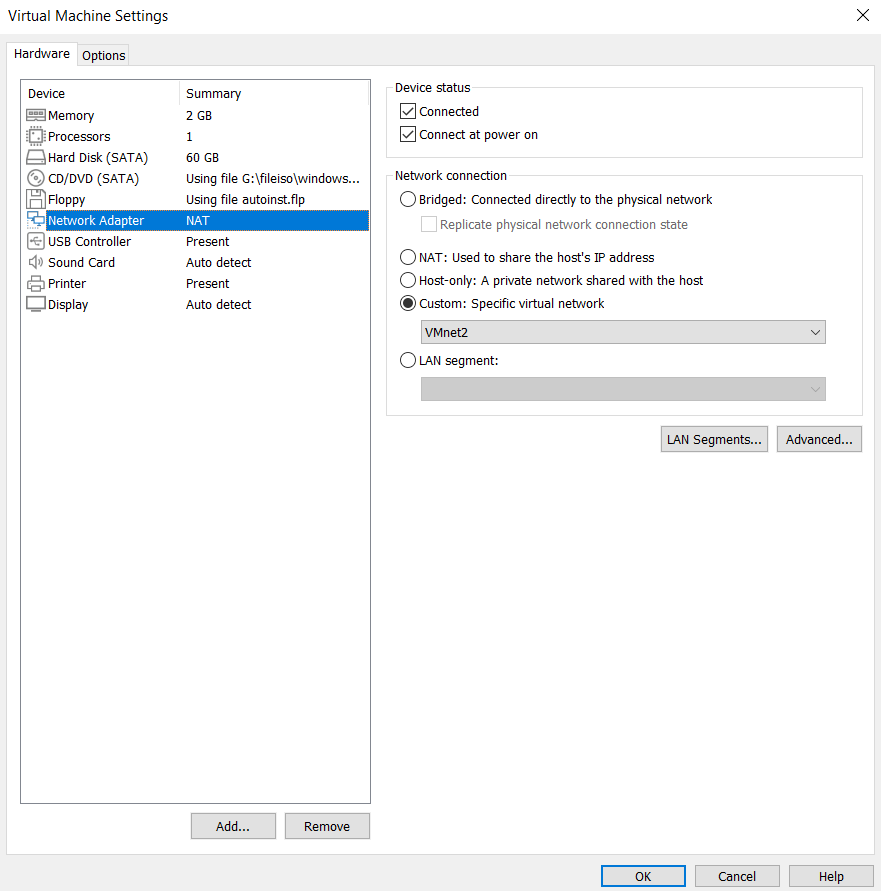 Virtual Machine Settings
Hardware Options
Device Summary
Memory 2 GB
Processors 1
Hard Disk (SATA) 60 GB
CD/DVD (SATA) Using file G:\fileiso\windows...
Floppy Using file autoinst.flp
Network Adapter NAT
USB Controller Present
Sound Card Auto detect
Printer Present
Display Auto detect
Add... Remove
Device status
Connected
Connect at power on
Network connection
Bridged: Connected directly to the physical network
Replicate physical network connection state
NAT: Used to share the host's IP address
Host-only: A private network shared with the host
Custom: Specific virtual network
VMnet2
LAN segment:
LAN Segments... Advanced...
OK Cancel Help